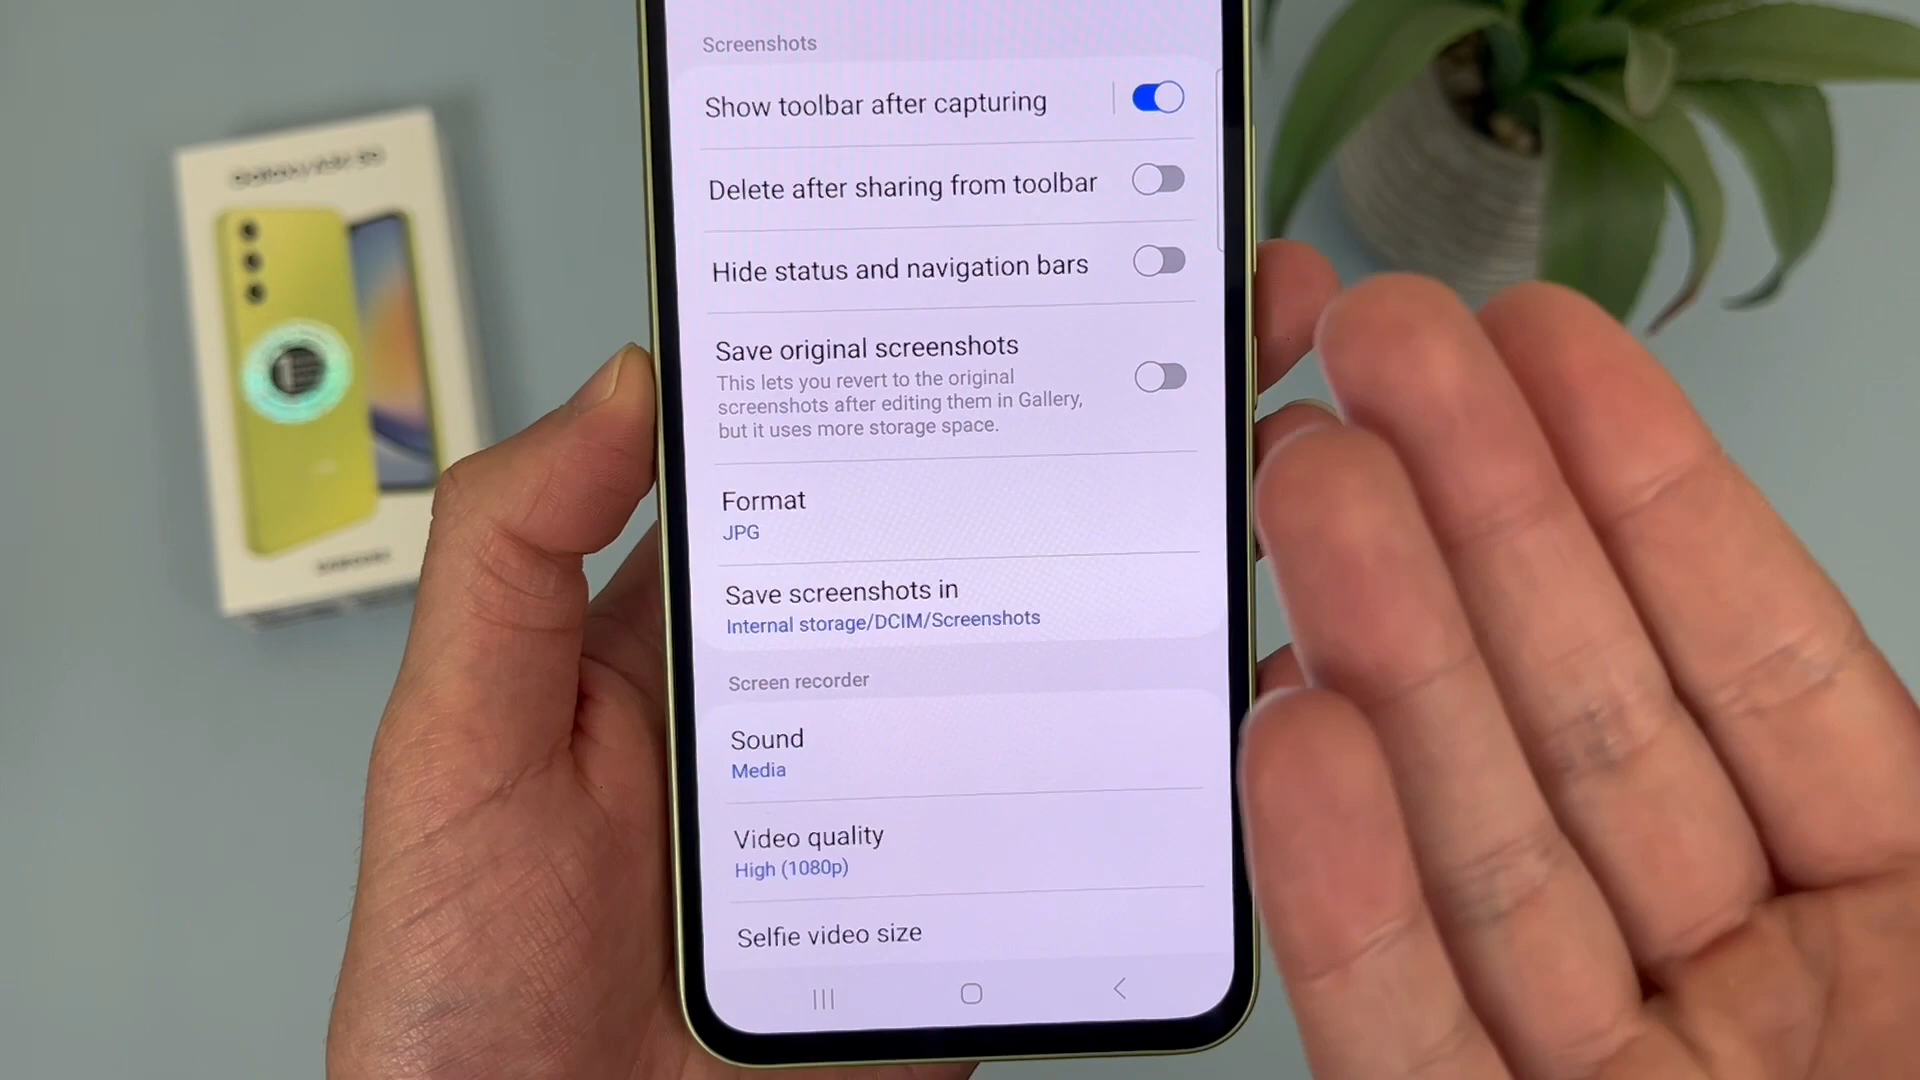 Screenshots
Show toolbar after capturing
Delete after sharing from toolbar
Hide status and navigation bars
Save original screenshots
This lets you revert to the original
screenshots after editing them in Gallery,
but it uses more storage space.
Format
JPG
Save screenshots in
Internal storage/DCIM/Screenshots
Screen recorder
Sound
Media
Video quality
High (1080p)
Selfie video size
SAMSUNG